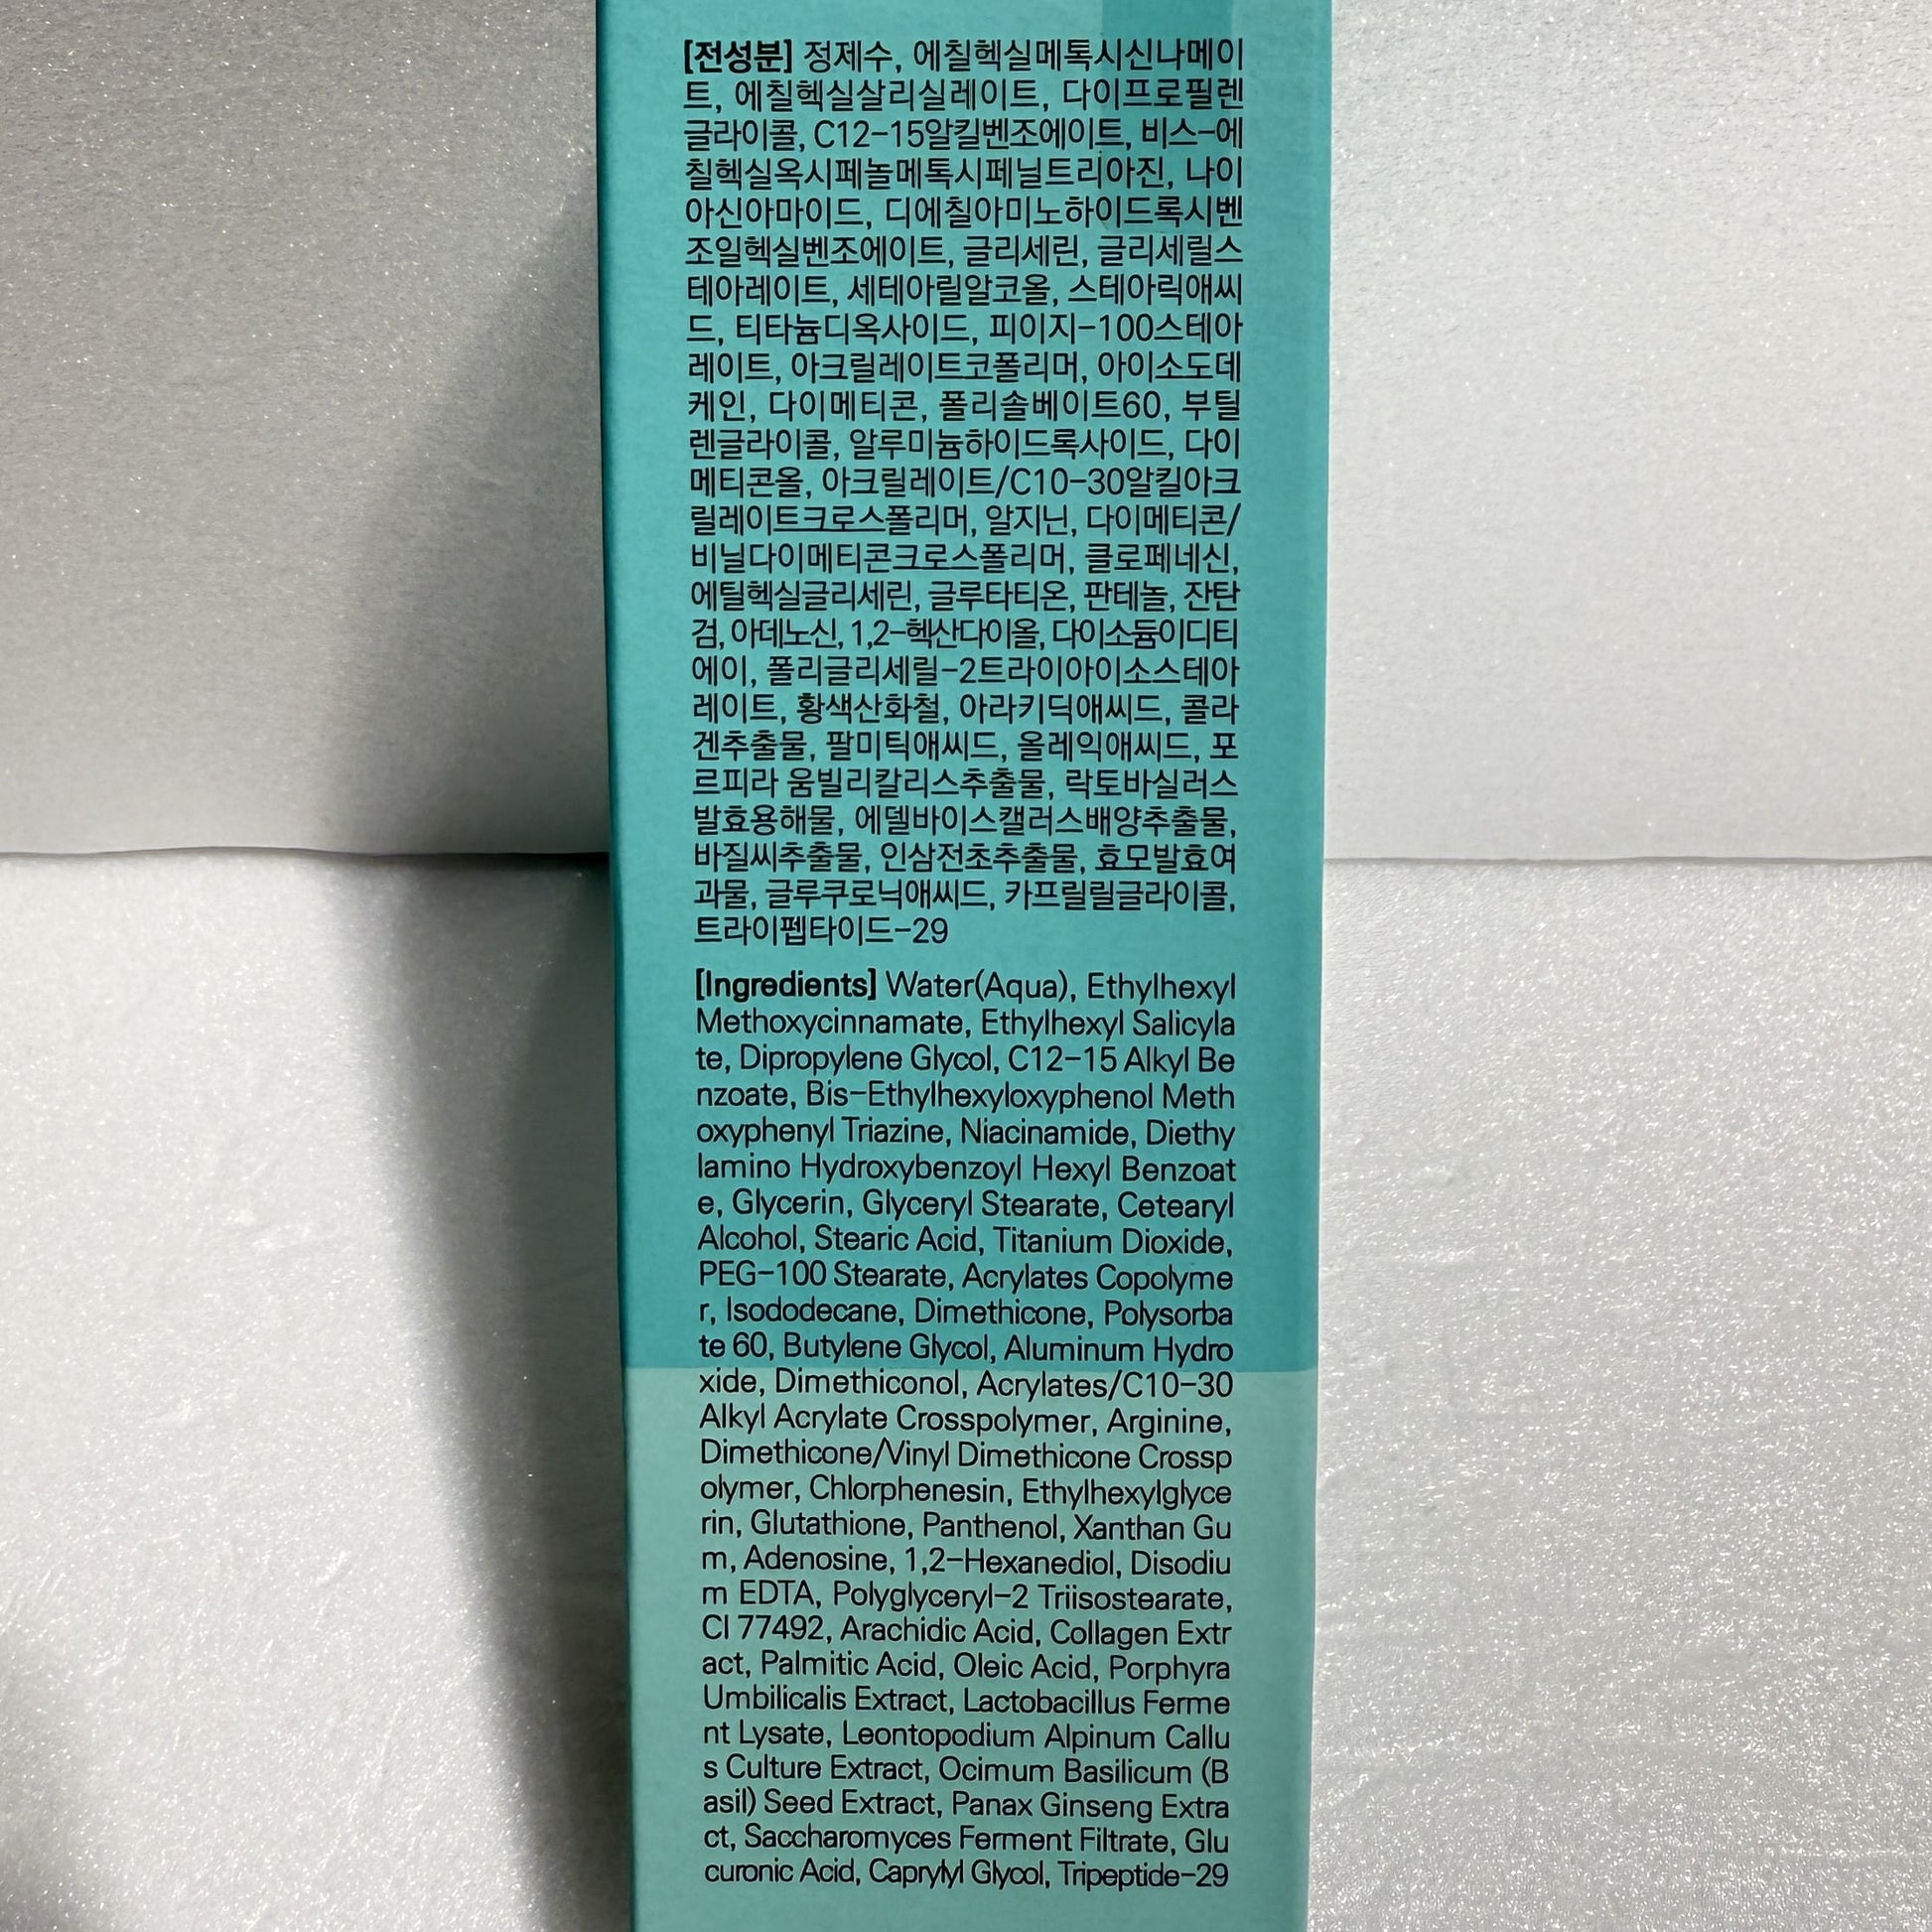 [전성분] 정제수, 에칠헥실메톡시신나메이
트, 에칠헥실살리실레이트, 다이프로필렌
글라이콜, C12-15알킬벤조에이트, 비스-에
칠헥실옥시페놀메톡시페닐트리아진, 나이
아신아마이드, 디에칠아미노하이드록시벤
조일헥실벤조에이트, 글리세린, 글리세릴스
테아레이트, 세테아릴알코올, 스테아릭애씨
드, 티타늄디옥사이드, 피이지-100스테아
레이트, 아크릴레이트코폴리머, 아이소도데
케인, 다이메티콘, 폴리솔베이트60, 부틸
렌글라이콜, 알루미늄하이드록사이드, 다이
메티콘올, 아크릴레이트/C10-30알킬아크
릴레이트크로스폴리머, 알지닌, 다이메티콘/
비닐다이메티콘크로스폴리머, 클로페네신,
에틸헥실글리세린, 글루타티온, 판테놀, 잔탄
검, 아데노신, 1,2-헥산다이올, 다이소듐이디티
에이, 폴리글리세릴-2트라이아이소스테아
레이트, 황색산화철, 아라키딕애씨드, 콜라
겐추출물, 팔미틱애씨드, 올레익애씨드, 포
르피라 움빌리칼리스추출물, 락토바실러스
발효용해물, 에델바이스캘러스배양추출물,
바질씨추출물, 인삼전초추출물, 효모발효여
과물, 글루쿠로닉애씨드, 카프릴릴글라이콜,
트라이펩타이드-29
[Ingredients] Water(Aqua), Ethylhexyl
Methoxycinnamate, Ethylhexyl Salicyla
te, Dipropylene Glycol, C12-15 Alkyl Be
nzoate, Bis-Ethylhexyloxyphenol Meth
oxyphenyl Triazine, Niacinamide, Diethy
lamino Hydroxybenzoyl Hexyl Benzoat
e, Glycerin, Glyceryl Stearate, Cetearyl
Alcohol, Stearic Acid, Titanium Dioxide,
PEG-100 Stearate, Acrylates Copolyme
r, Isododecane, Dimethicone, Polysorba
te 60, Butylene Glycol, Aluminum Hydro
xide, Dimethiconol, Acrylates/C10-30
Alkyl Acrylate Crosspolymer, Arginine,
Dimethicone/Vinyl Dimethicone Crossp
olymer, Chlorphenesin, Ethylhexylglyce
rin, Glutathione, Panthenol, Xanthan Gu
m, Adenosine, 1,2-Hexanediol, Disodiu
m EDTA, Polyglyceryl-2 Triisostearate,
CI 77492, Arachidic Acid, Collagen Extr
act, Palmitic Acid, Oleic Acid, Porphyra
Umbilicalis Extract, Lactobacillus Ferme
nt Lysate, Leontopodium Alpinum Callu
s Culture Extract, Ocimum Basilicum (B
asil) Seed Extract, Panax Ginseng Extra
ct, Saccharomyces Ferment Filtrate, Glu
curonic Acid, Caprylyl Glycol, Tripeptide-29